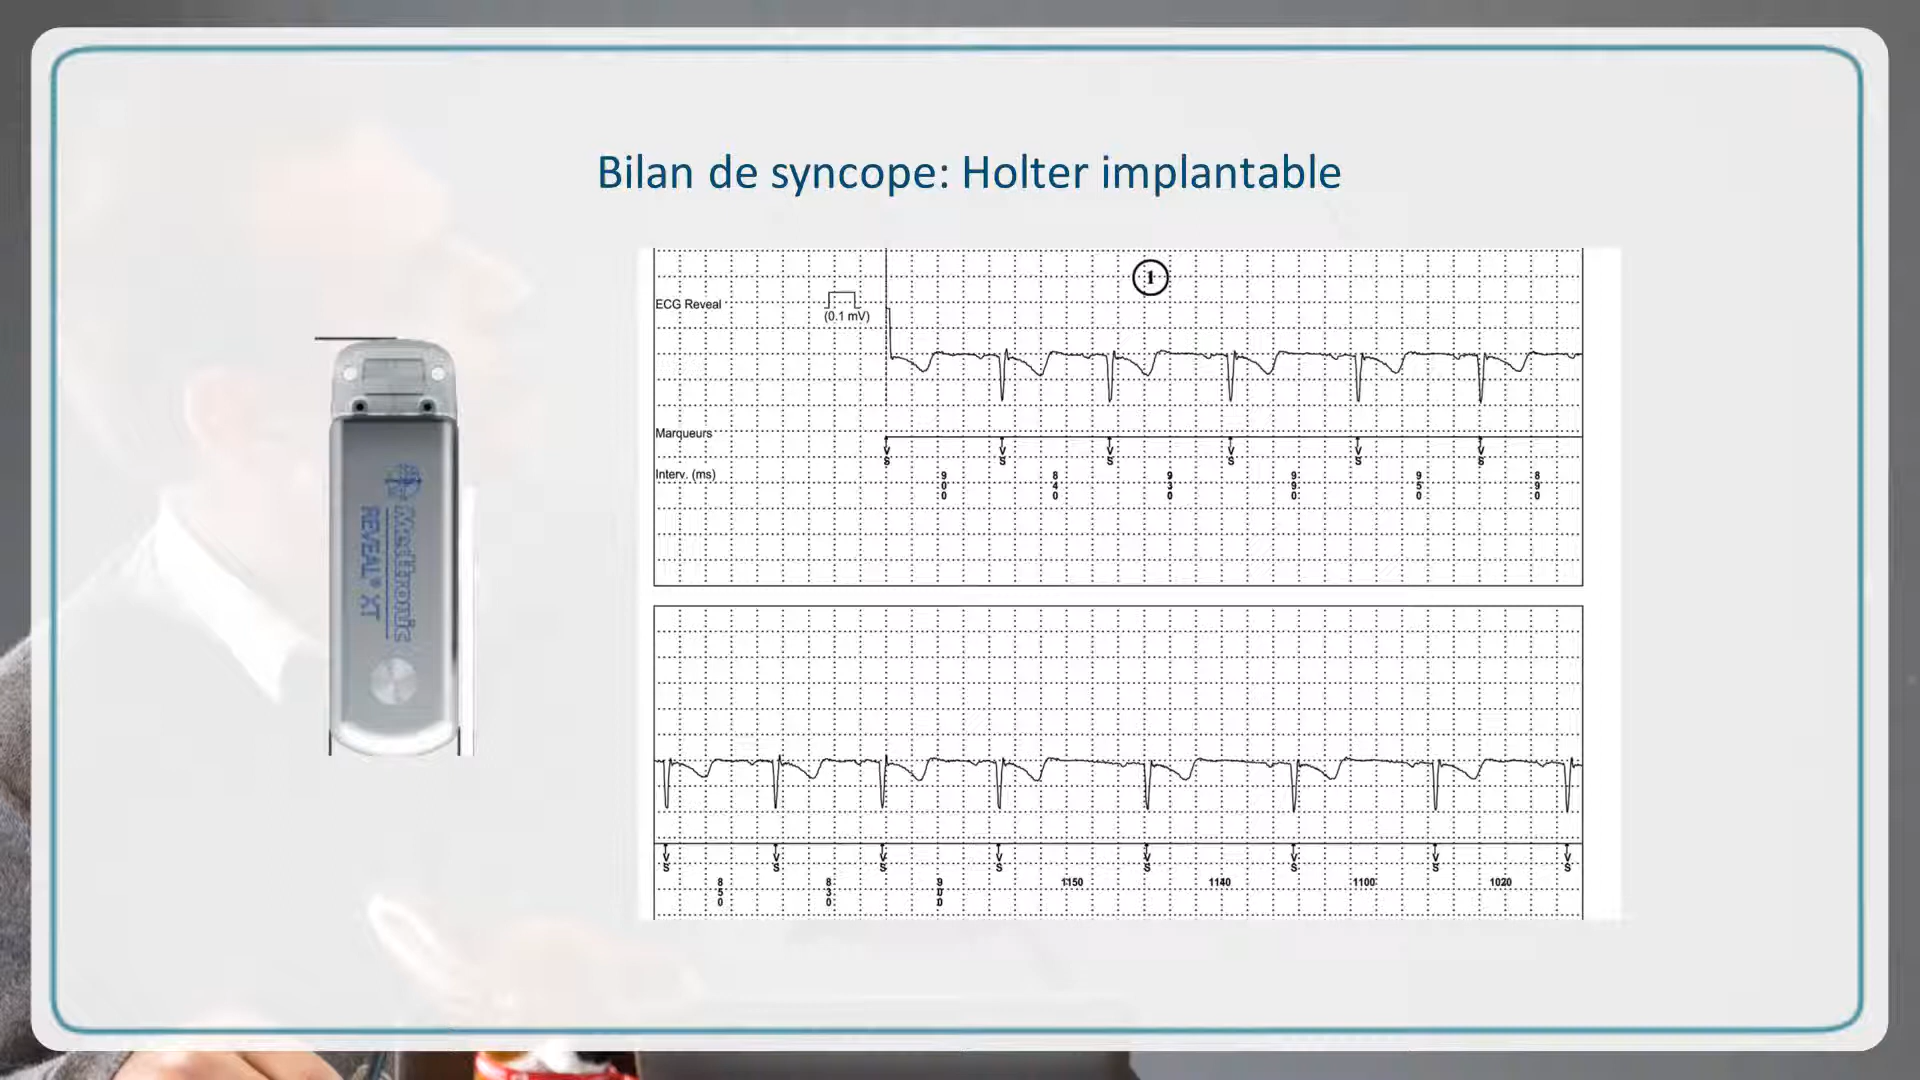 Bilan de syncope: Holter implantable
1
ECG Reveal
(0.1 mV)
Marqueurs
V V V V V V
S S S S S S
Interv. (ms)
900 840 930 990 950 890
Medtronic
REVEAL® XT
V V V V V V V V
S S S S S S S S
850 830 900 1150 1140 1100 1020